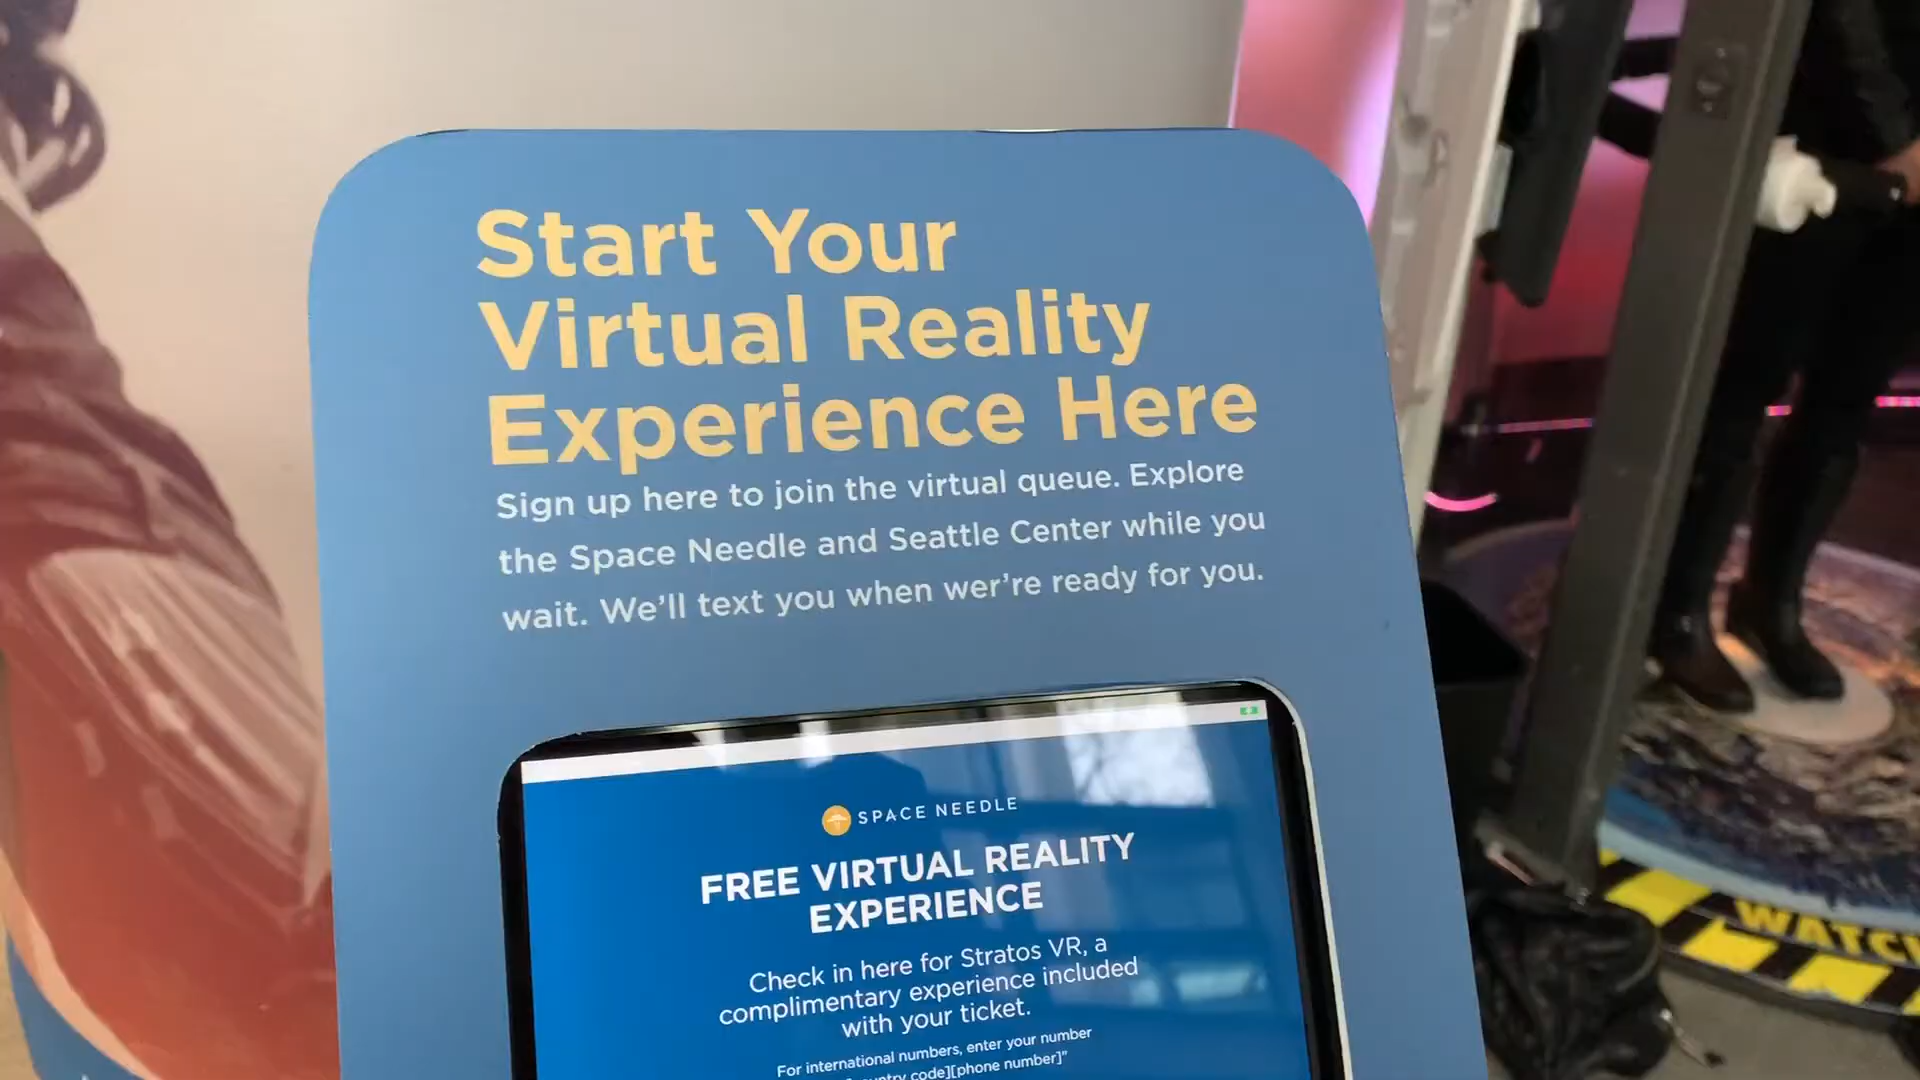 Start Your
Virtual Reality
Experience Here
Sign up here to join the virtual queue. Explore
the Space Needle and Seattle Center while you
wait. We'll text you when wer're ready for you.
SPACE NEEDLE
FREE VIRTUAL REALITY
EXPERIENCE
Check in here for Stratos VR, a
complimentary experience included
with your ticket.
For international numbers, enter your number
code][phone number]"